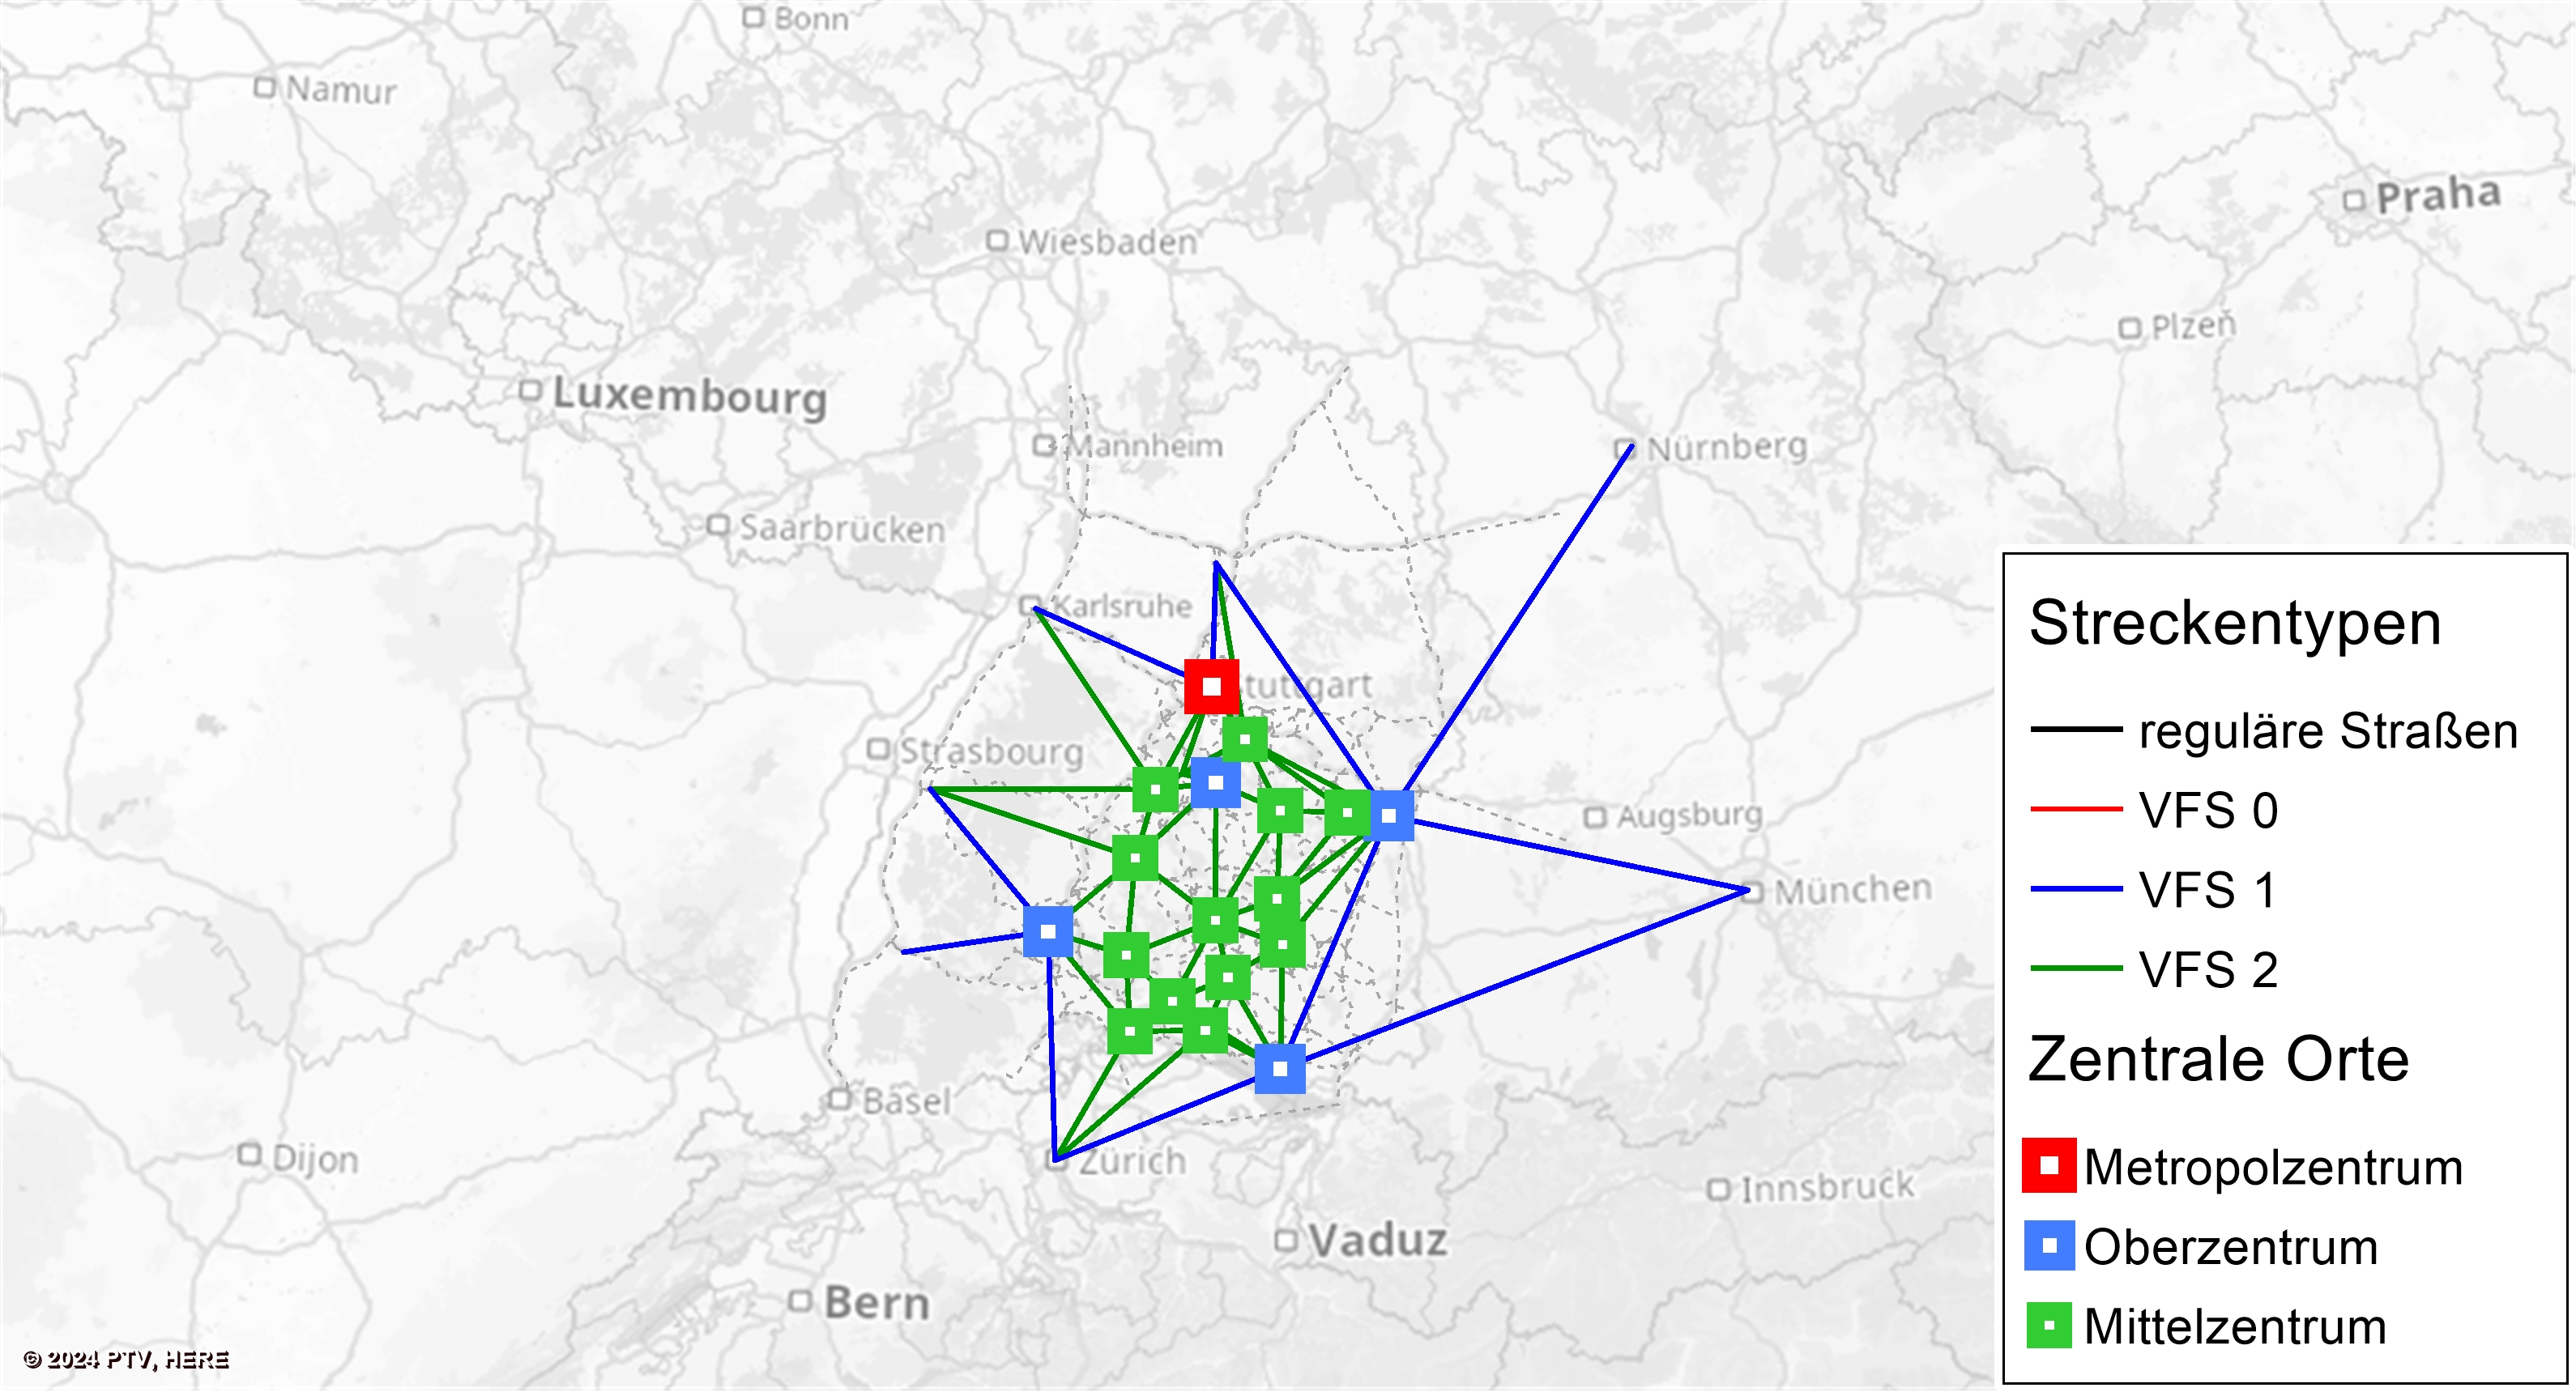 Bonn
Namur
Praha
Wiesbaden
Plzeň
Luxembourg
Mannheim
Nürnberg
Saarbrücken
Karlsruhe
tuttgart
Strasbourg
Augsburg
München
Basel
Dijon
Zürich
Innsbruck
Vaduz
Bern
© 2024 PTV, HERE
Streckentypen
reguläre Straßen
VFS 0
VFS 1
VFS 2
Zentrale Orte
Metropolzentrum
Oberzentrum
Mittelzentrum